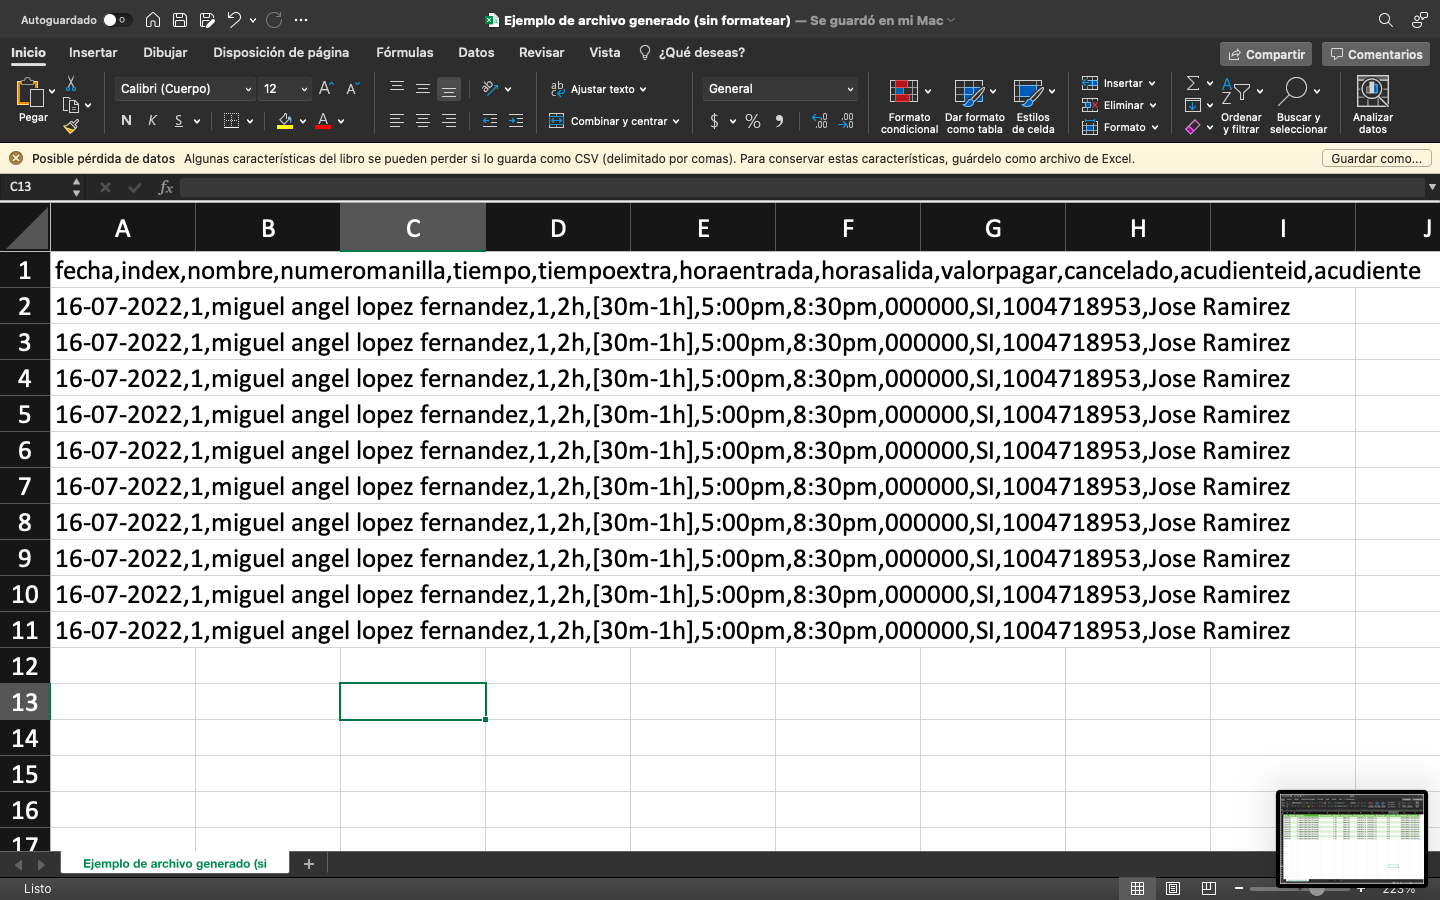 Autoguardado 0 Ejemplo de archivo generado (sin formatear) — Se guardó en mi Mac
Inicio Insertar Dibujar Disposición de página Fórmulas Datos Revisar Vista ¿Qué deseas? Compartir Comentarios
Pegar Calibri (Cuerpo) 12 A A Ajustar texto General Formato condicional Dar formato como tabla Estilos de celda Insertar Ordenar y filtrar Buscar y seleccionar Analizar datos
N K S A Combinar y centrar $ % Eliminar
Formato
Posible pérdida de datos Algunas características del libro se pueden perder si lo guarda como CSV (delimitado por comas). Para conservar estas características, guárdelo como archivo de Excel. Guardar como...
C13 fx
A B C D E F G H I J
1 fecha,index,nombre,numeromanilla,tiempo,tiempoextra,horaentrada,horasalida,valorpagar,cancelado,acudienteid,acudiente
2 16-07-2022,1,miguel angel lopez fernandez,1,2h,[30m-1h],5:00pm,8:30pm,000000,SI,1004718953,Jose Ramirez
3 16-07-2022,1,miguel angel lopez fernandez,1,2h,[30m-1h],5:00pm,8:30pm,000000,SI,1004718953,Jose Ramirez
4 16-07-2022,1,miguel angel lopez fernandez,1,2h,[30m-1h],5:00pm,8:30pm,000000,SI,1004718953,Jose Ramirez
5 16-07-2022,1,miguel angel lopez fernandez,1,2h,[30m-1h],5:00pm,8:30pm,000000,SI,1004718953,Jose Ramirez
6 16-07-2022,1,miguel angel lopez fernandez,1,2h,[30m-1h],5:00pm,8:30pm,000000,SI,1004718953,Jose Ramirez
7 16-07-2022,1,miguel angel lopez fernandez,1,2h,[30m-1h],5:00pm,8:30pm,000000,SI,1004718953,Jose Ramirez
8 16-07-2022,1,miguel angel lopez fernandez,1,2h,[30m-1h],5:00pm,8:30pm,000000,SI,1004718953,Jose Ramirez
9 16-07-2022,1,miguel angel lopez fernandez,1,2h,[30m-1h],5:00pm,8:30pm,000000,SI,1004718953,Jose Ramirez
10 16-07-2022,1,miguel angel lopez fernandez,1,2h,[30m-1h],5:00pm,8:30pm,000000,SI,1004718953,Jose Ramirez
11 16-07-2022,1,miguel angel lopez fernandez,1,2h,[30m-1h],5:00pm,8:30pm,000000,SI,1004718953,Jose Ramirez
12
13
14
15
16
17
Ejemplo de archivo generado (si
Listo 223%